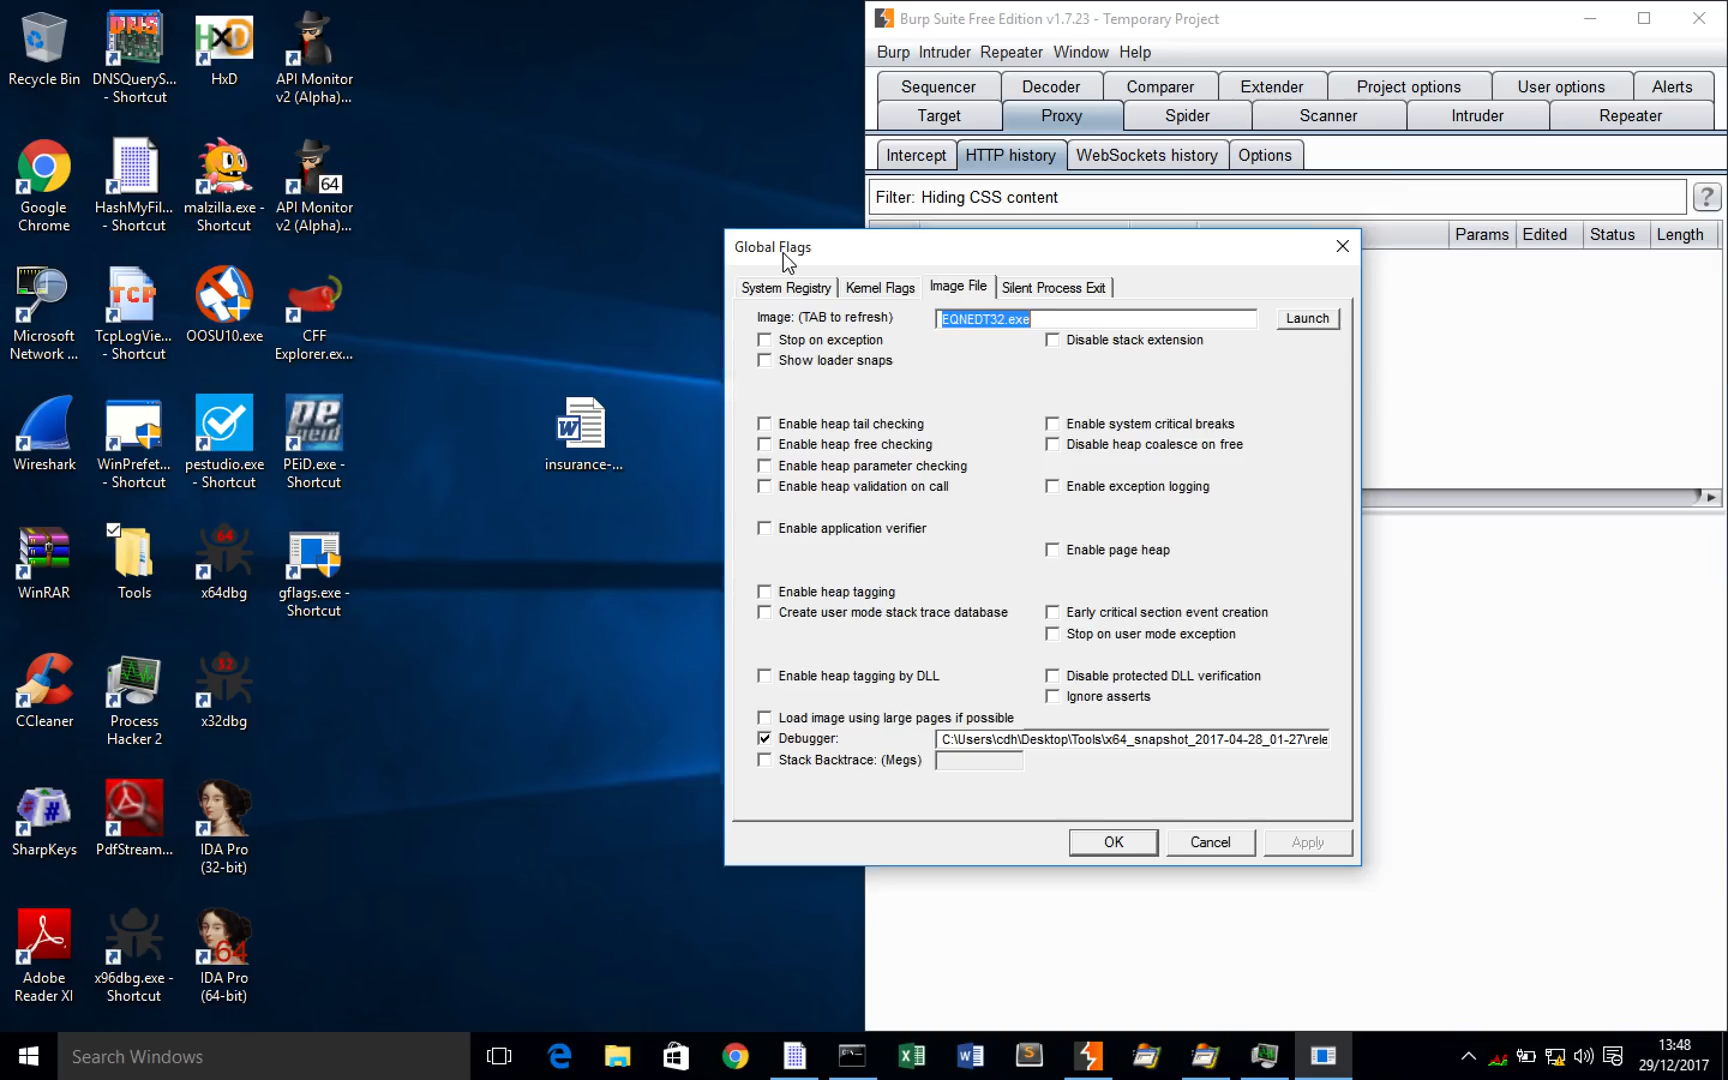 Recycle Bin
DNSQueryS...
- Shortcut
HxD
API Monitor
v2 (Alpha)...
Google
Chrome
HashMyFil...
- Shortcut
malzilla.exe -
Shortcut
64
API Monitor
v2 (Alpha)...
Microsoft
Network ...
TCP
TcpLogView...
- Shortcut
OOSU10.exe
CFF
Explorer.ex...
Wireshark
WinPrefet...
- Shortcut
pestudio.exe
- Shortcut
PEiD.exe -
Shortcut
WinRAR
Tools
64
x64dbg
gflags.exe -
Shortcut
CCleaner
Process
Hacker 2
32
x32dbg
SharpKeys
PdfStream...
IDA Pro
(32-bit)
Adobe
Reader XI
x96dbg.exe -
Shortcut
64
IDA Pro
(64-bit)
insurance-...
Burp Suite Free Edition v1.7.23 - Temporary Project
Burp Intruder Repeater Window Help
Sequencer Decoder Comparer Extender Project options User options Alerts
Target Proxy Spider Scanner Intruder Repeater
Intercept HTTP history WebSockets history Options
Filter: Hiding CSS content
?
Params Edited Status Length
Global Flags
System Registry Kernel Flags Image File Silent Process Exit
Image: (TAB to refresh) EQNEDT32.exe Launch
Stop on exception Disable stack extension
Show loader snaps
Enable heap tail checking Enable system critical breaks
Enable heap free checking Disable heap coalesce on free
Enable heap parameter checking
Enable heap validation on call Enable exception logging
Enable application verifier
Enable page heap
Enable heap tagging
Create user mode stack trace database Early critical section event creation
Stop on user mode exception
Enable heap tagging by DLL Disable protected DLL verification
Ignore asserts
Load image using large pages if possible
Debugger: C:\Users\cdh\Desktop\Tools\x64_snapshot_2017-04-28_01-27\rele
Stack Backtrace: (Megs)
OK Cancel Apply
Search Windows
13:48
29/12/2017